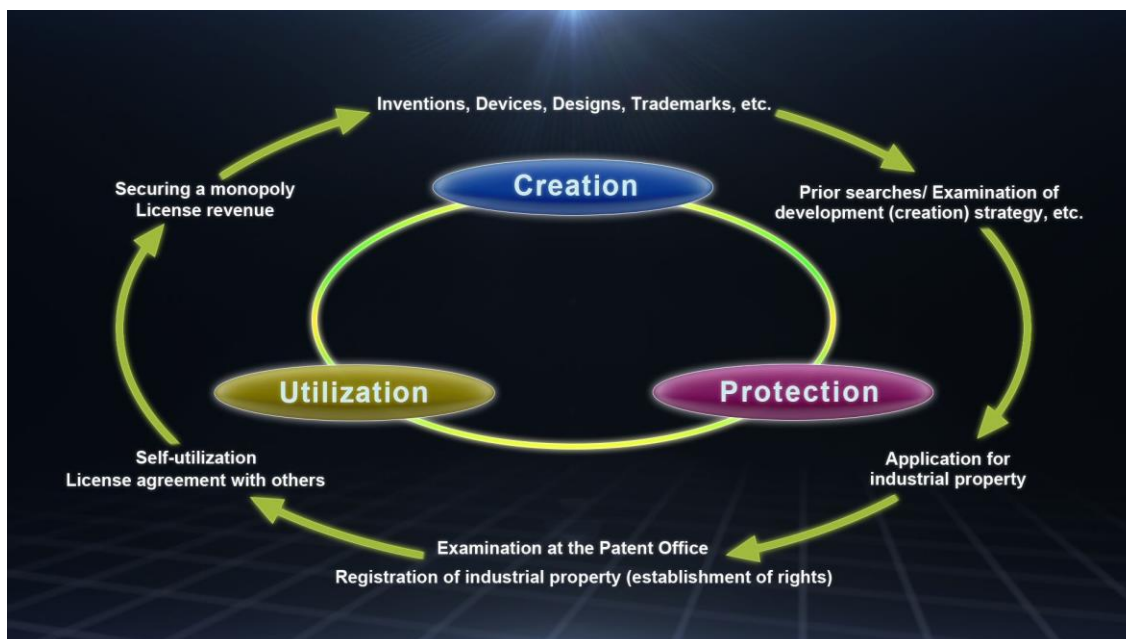 Inventions, Devices, Designs, Trademarks, etc.
Creation
Securing a monopoly
License revenue
Prior searches/ Examination of
development (creation) strategy, etc.
Utilization
Protection
Self-utilization
License agreement with others
Application for
industrial property
Examination at the Patent Office
Registration of industrial property (establishment of rights)